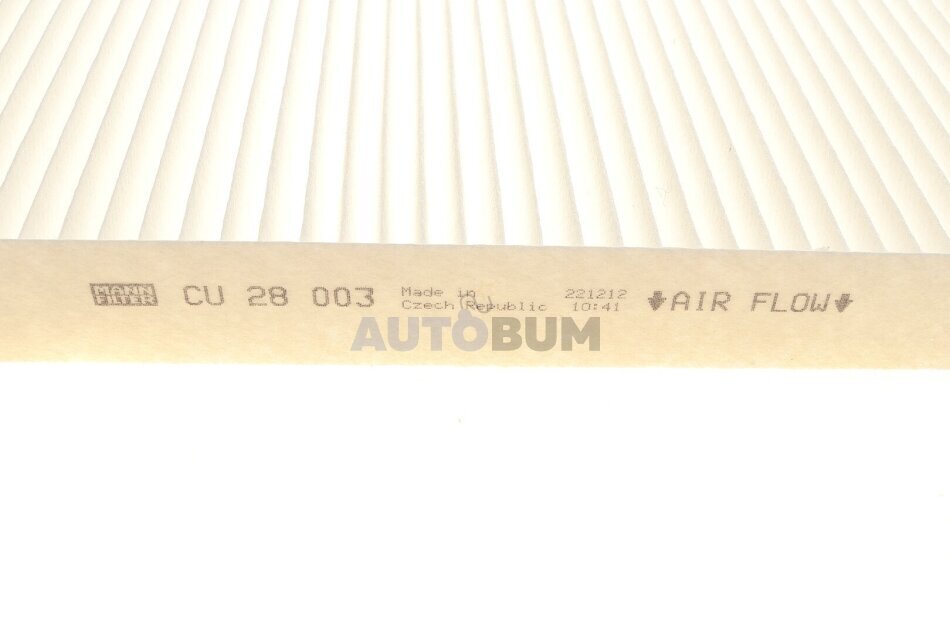 MANN
FILTER
CU 28 003
Made in
Czech Republic
221212
10:41
AIR FLOW
AUTOBUM